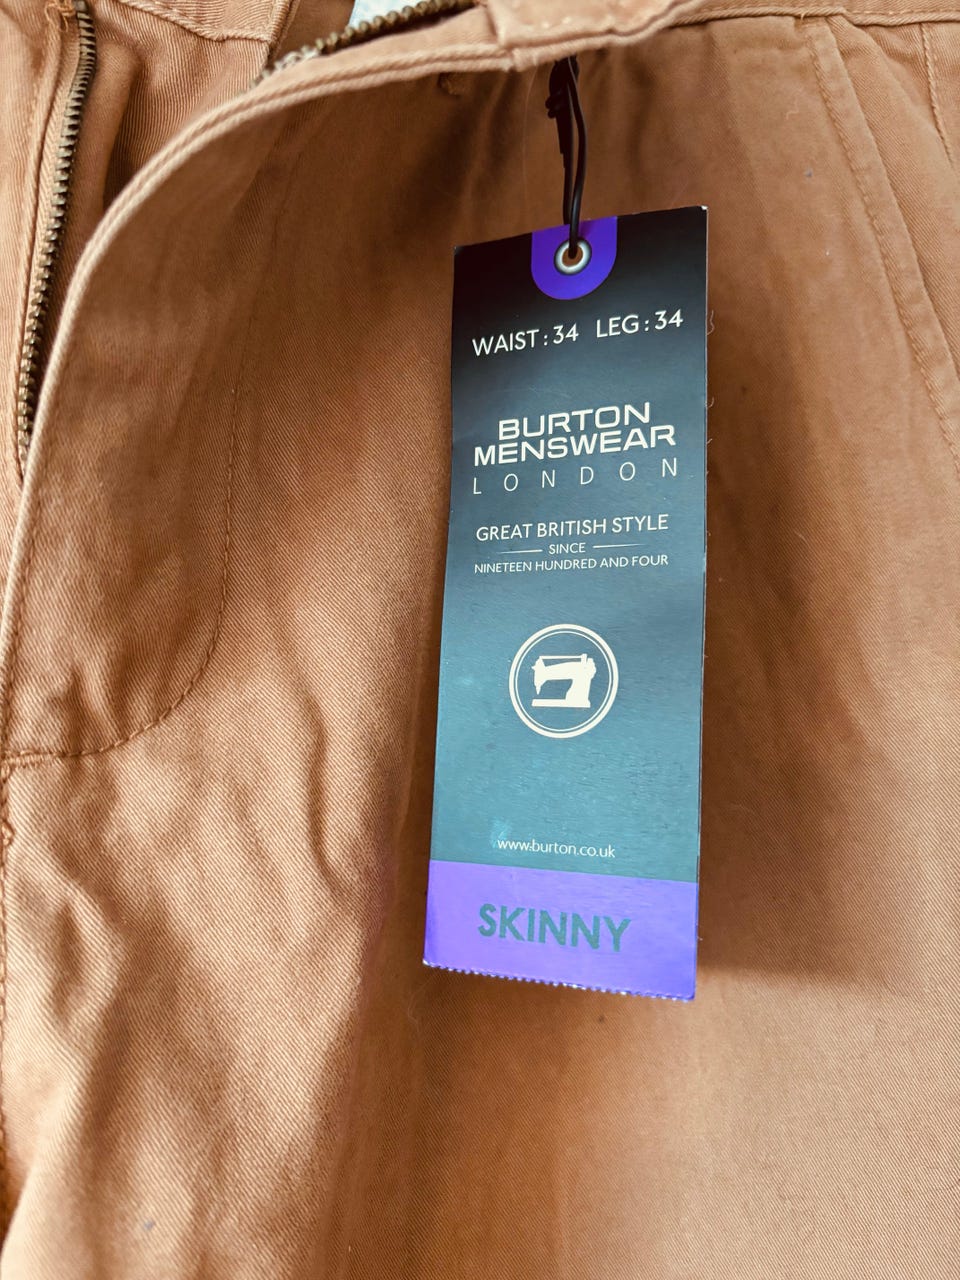 WAIST : 34 LEG : 34
BURTON
MENSWEAR
LONDON
GREAT BRITISH STYLE
SINCE
NINETEEN HUNDRED AND FOUR
www.burton.co.uk
SKINNY